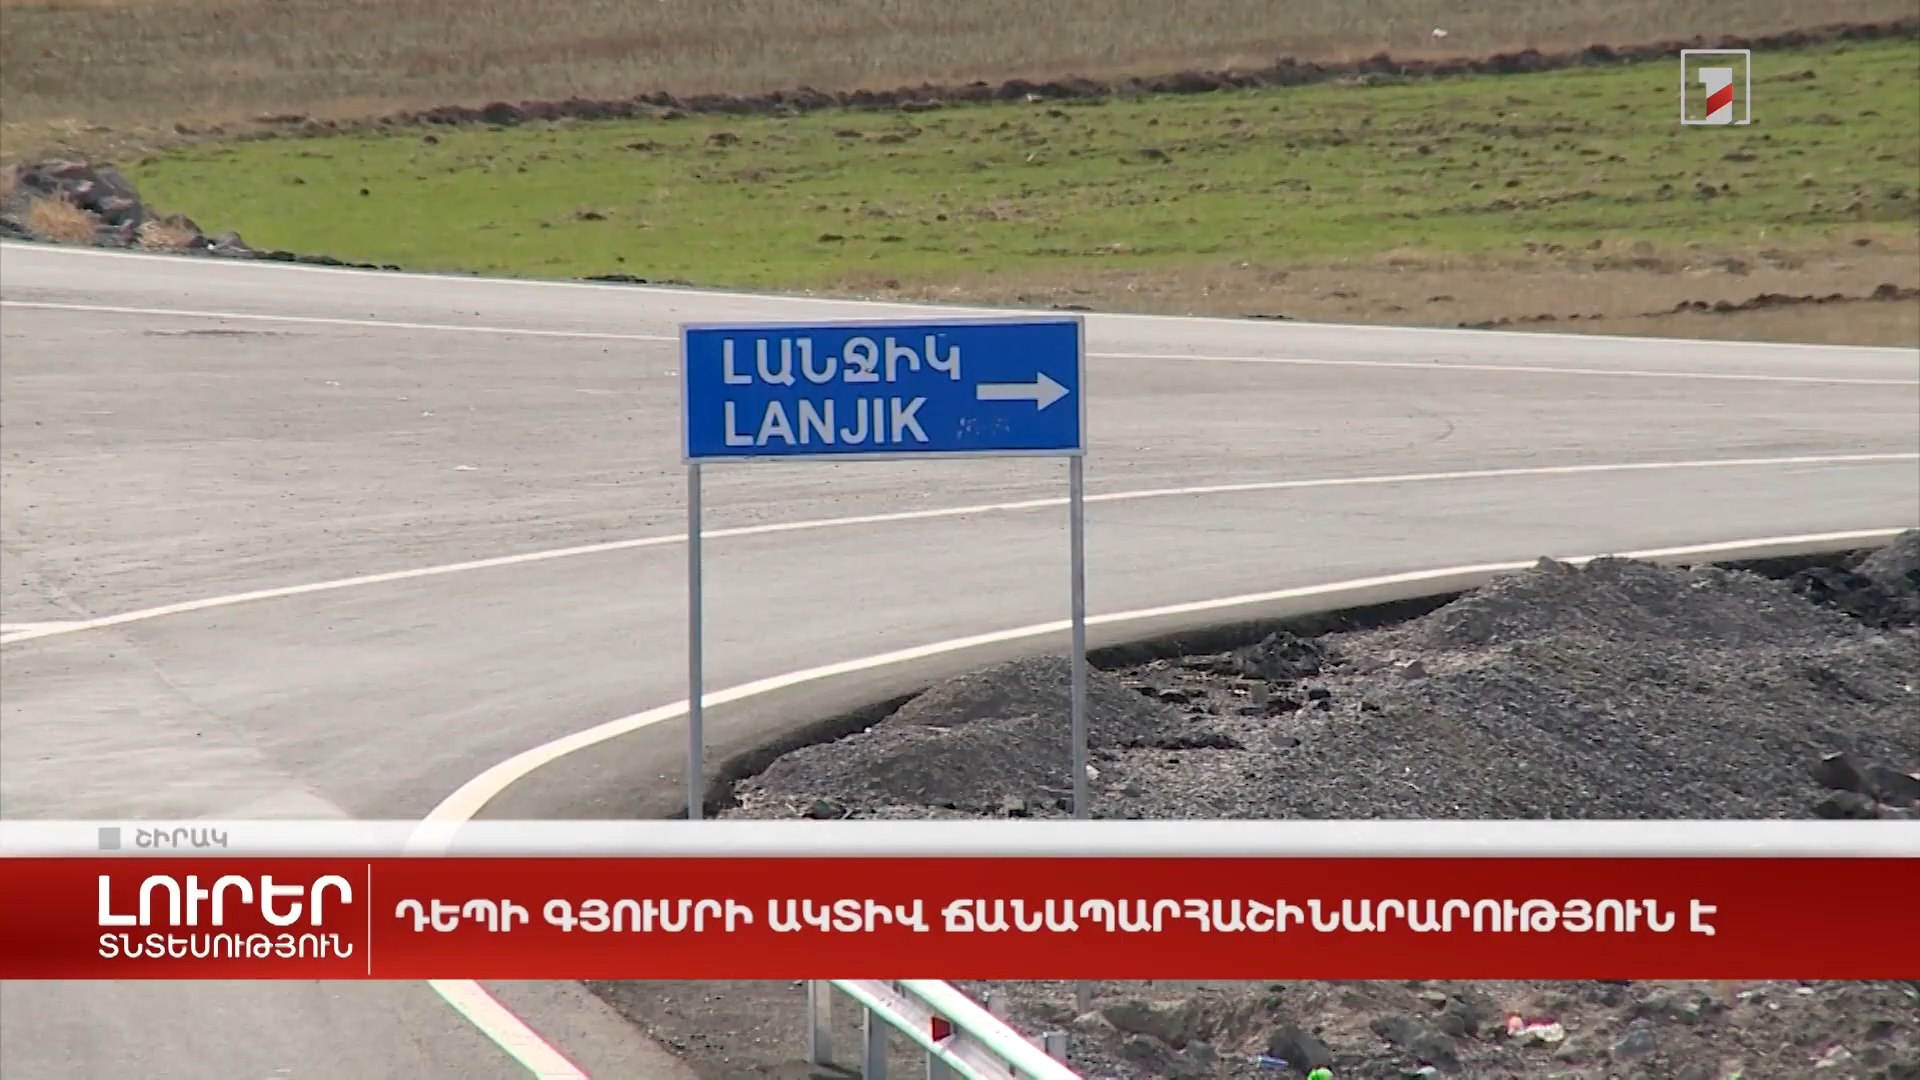 ԼԱՆՋԻԿ
LANJIK
ՇԻՐԱԿ
ԼՈՒՐԵՐ
ՏՆՏԵՍՈՒԹՅՈՒՆ
ԴԵՊԻ ԳՅՈՒՄՐԻ ԱԿՏԻՎ ՃԱՆԱՊԱՐՀԱՇԻՆԱՐԱՐՈՒԹՅՈՒՆ Է